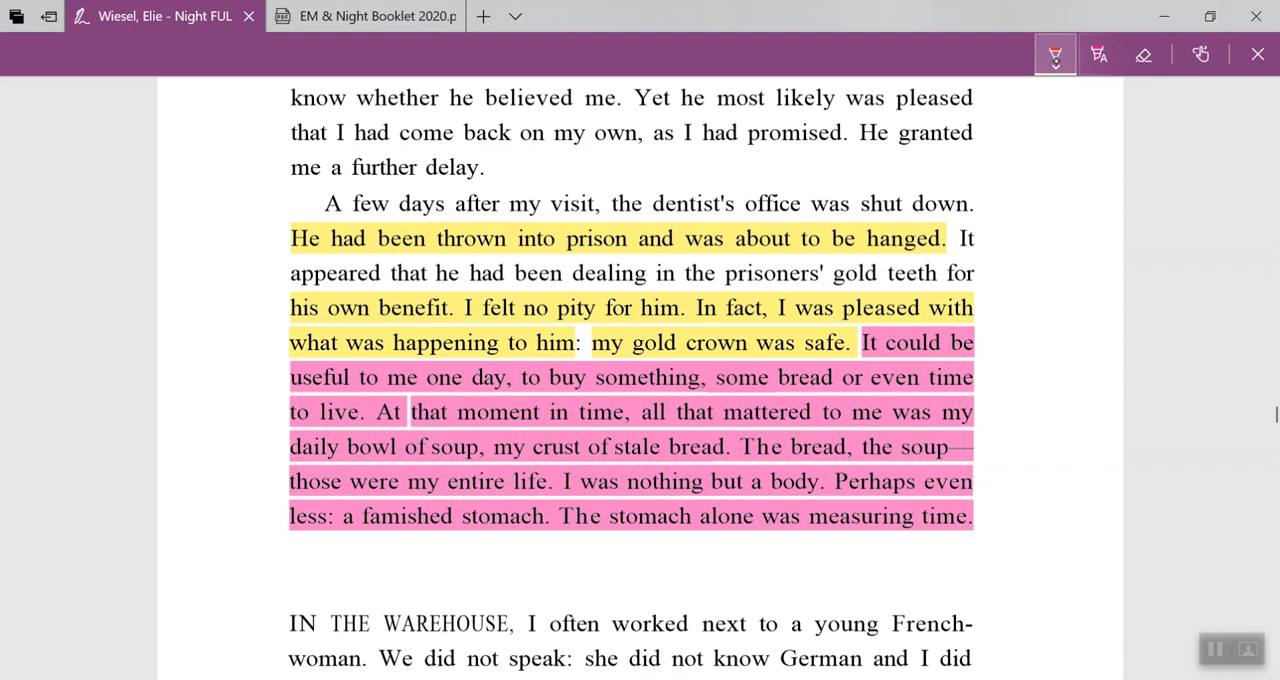 Wiesel, Elie - Night FUL
EM & Night Booklet 2020.p
know whether he believed me. Yet he most likely was pleased
that I had come back on my own, as I had promised. He granted
me a further delay.
A few days after my visit, the dentist's office was shut down.
He had been thrown into prison and was about to be hanged. It
appeared that he had been dealing in the prisoners' gold teeth for
his own benefit. I felt no pity for him. In fact, I was pleased with
what was happening to him: my gold crown was safe. It could be
useful to me one day, to buy something, some bread or even time
to live. At that moment in time, all that mattered to me was my
daily bowl of soup, my crust of stale bread. The bread, the soup—
those were my entire life. I was nothing but a body. Perhaps even
less: a famished stomach. The stomach alone was measuring time.
IN THE WAREHOUSE, I often worked next to a young French-
woman. We did not speak: she did not know German and I did